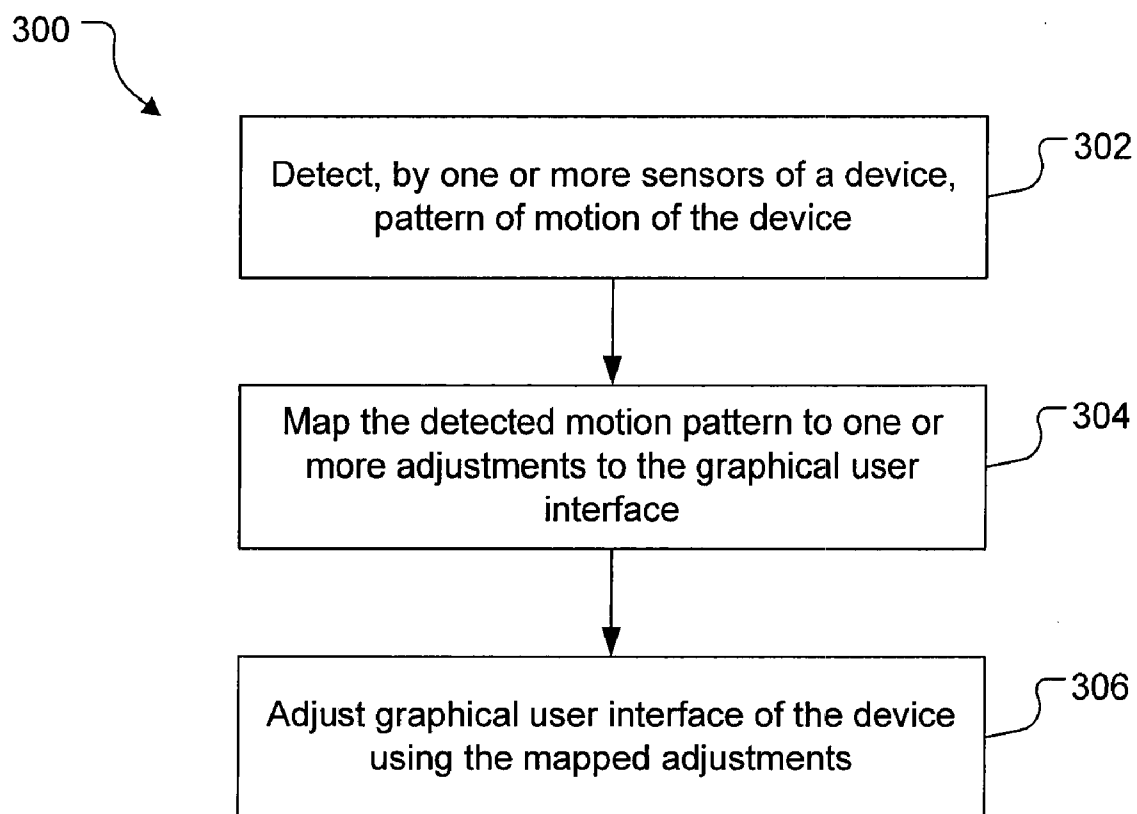 300
302
Detect, by one or more sensors of a device,
pattern of motion of the device
304
Map the detected motion pattern to one or
more adjustments to the graphical user
interface
306
Adjust graphical user interface of the device
using the mapped adjustments